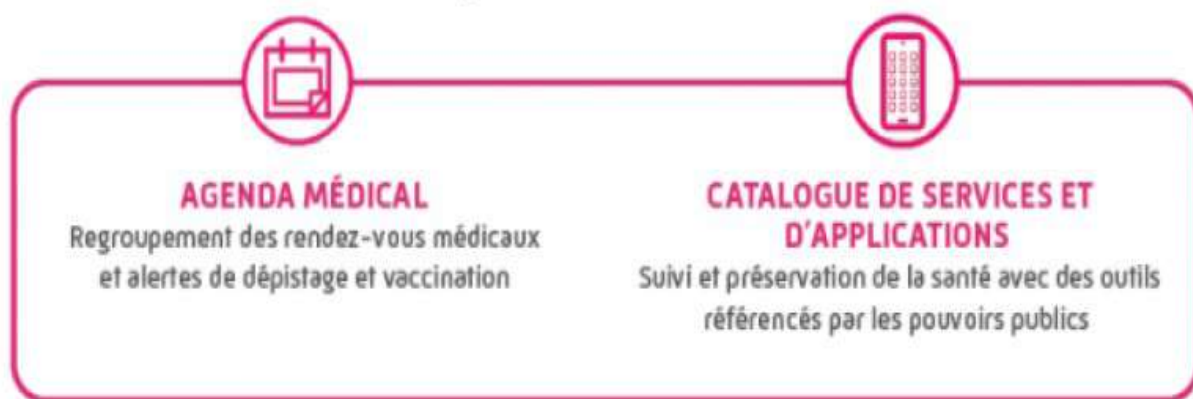 AGENDA MÉDICAL
Regroupement des rendez-vous médicaux
et alertes de dépistage et vaccination
CATALOGUE DE SERVICES ET
D'APPLICATIONS
Suivi et préservation de la santé avec des outils
référencés par les pouvoirs publics